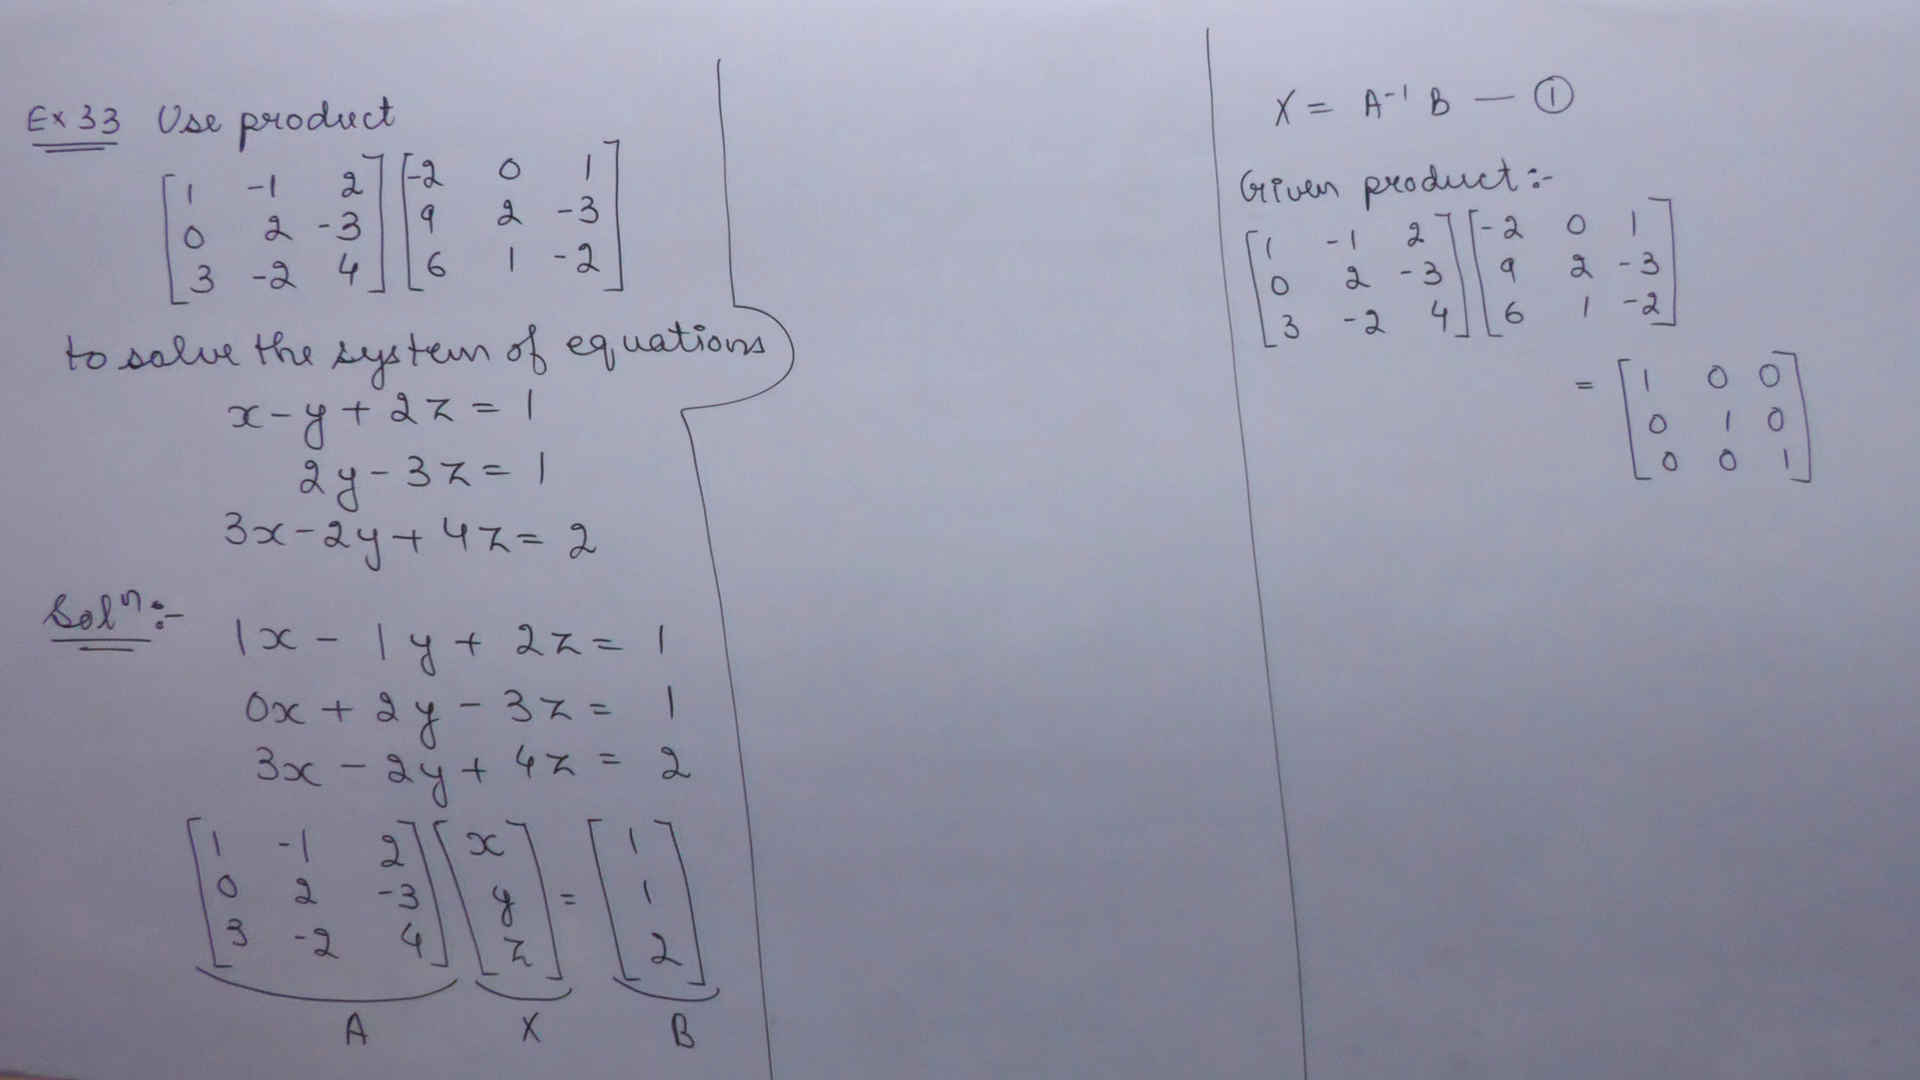 Ex 33 Use product
[1 -1 2] [-2 0 1]
[0 2 -3] [9 2 -3]
[3 -2 4] [6 1 -2]
to solve the system of equations
x - y + 2z = 1
2y - 3z = 1
3x - 2y + 4z = 2
Solⁿ:-
1x - 1y + 2z = 1
0x + 2y - 3z = 1
3x - 2y + 4z = 2
[1 -1 2] [x] [1]
[0 2 -3] [y] = [1]
[3 -2 4] [z] [2]
A X B
X = A⁻¹ B — ①
Given product:-
[1 -1 2] [-2 0 1]
[0 2 -3] [9 2 -3]
[3 -2 4] [6 1 -2]
= [1 0 0]
[0 1 0]
[0 0 1]